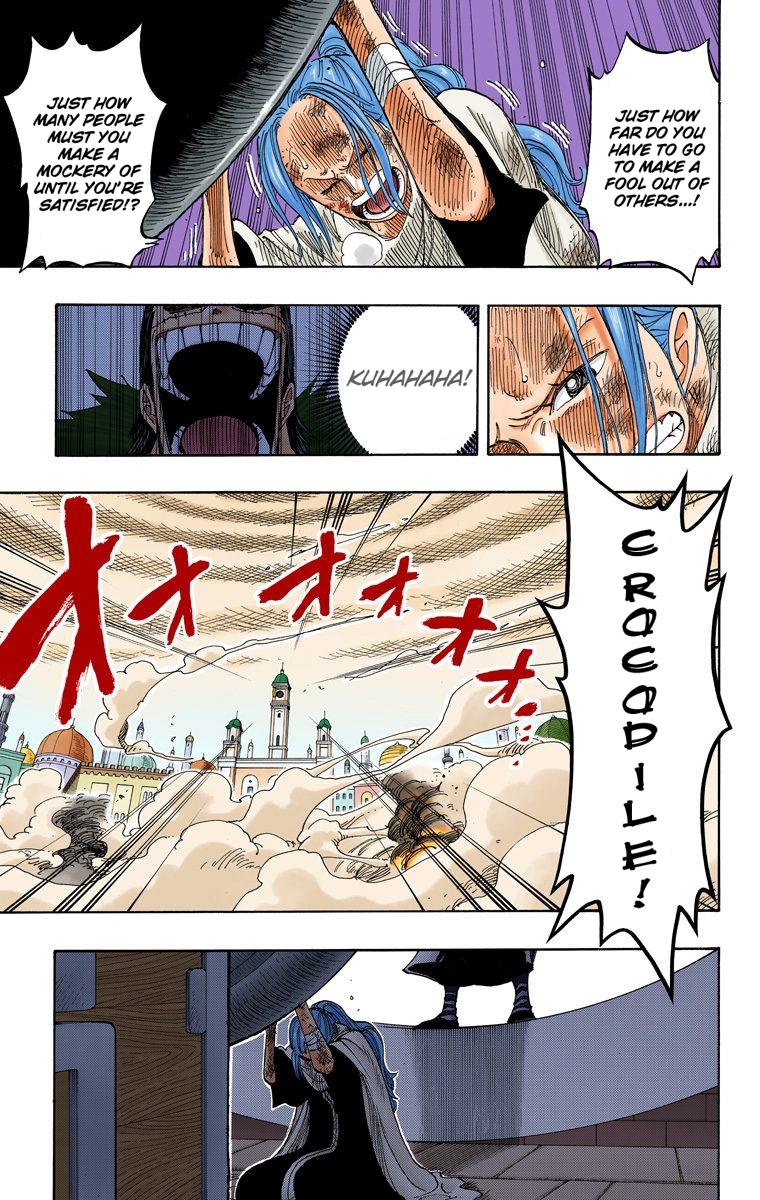 JUST HOW
FAR DO YOU
HAVE TO GO
TO MAKE A
FOOL OUT OF
OTHERS...!
JUST HOW
MANY PEOPLE
MUST YOU
MAKE A
MOCKERY OF
UNTIL YOU'RE
SATISFIED!?
KUHAHAHA!
CROCODILE!
オオオオオオ...